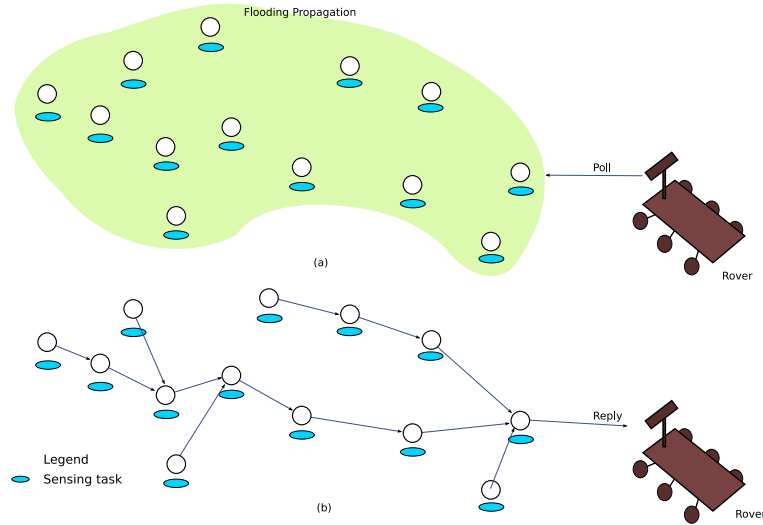 Flooding Propagation
Poll
Rover
(a)
Reply
Legend
Sensing task
Rover
(b)